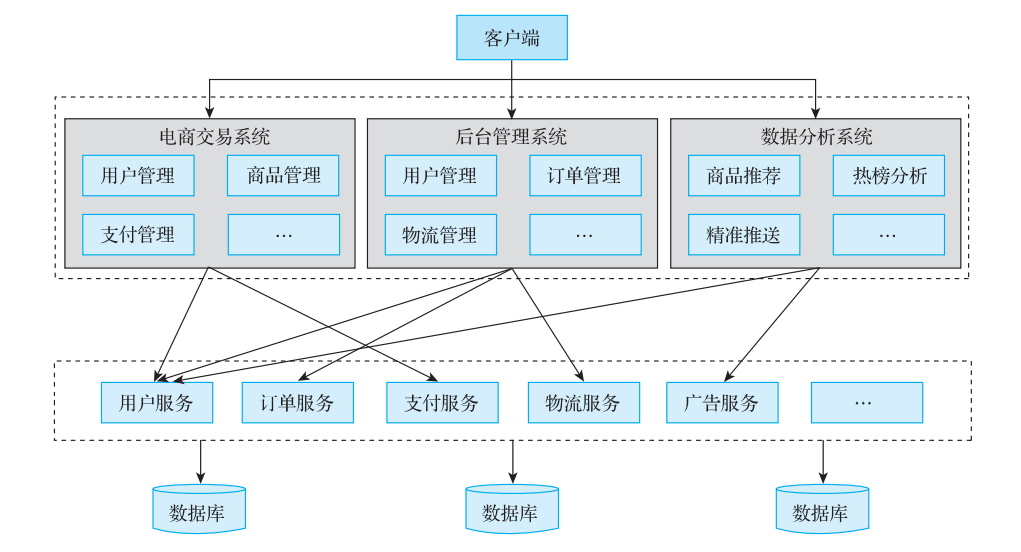 客户端
电商交易系统
用户管理
商品管理
支付管理
…
后台管理系统
用户管理
订单管理
物流管理
…
数据分析系统
商品推荐
热榜分析
精准推送
…
用户服务
订单服务
支付服务
物流服务
广告服务
…
数据库
数据库
数据库